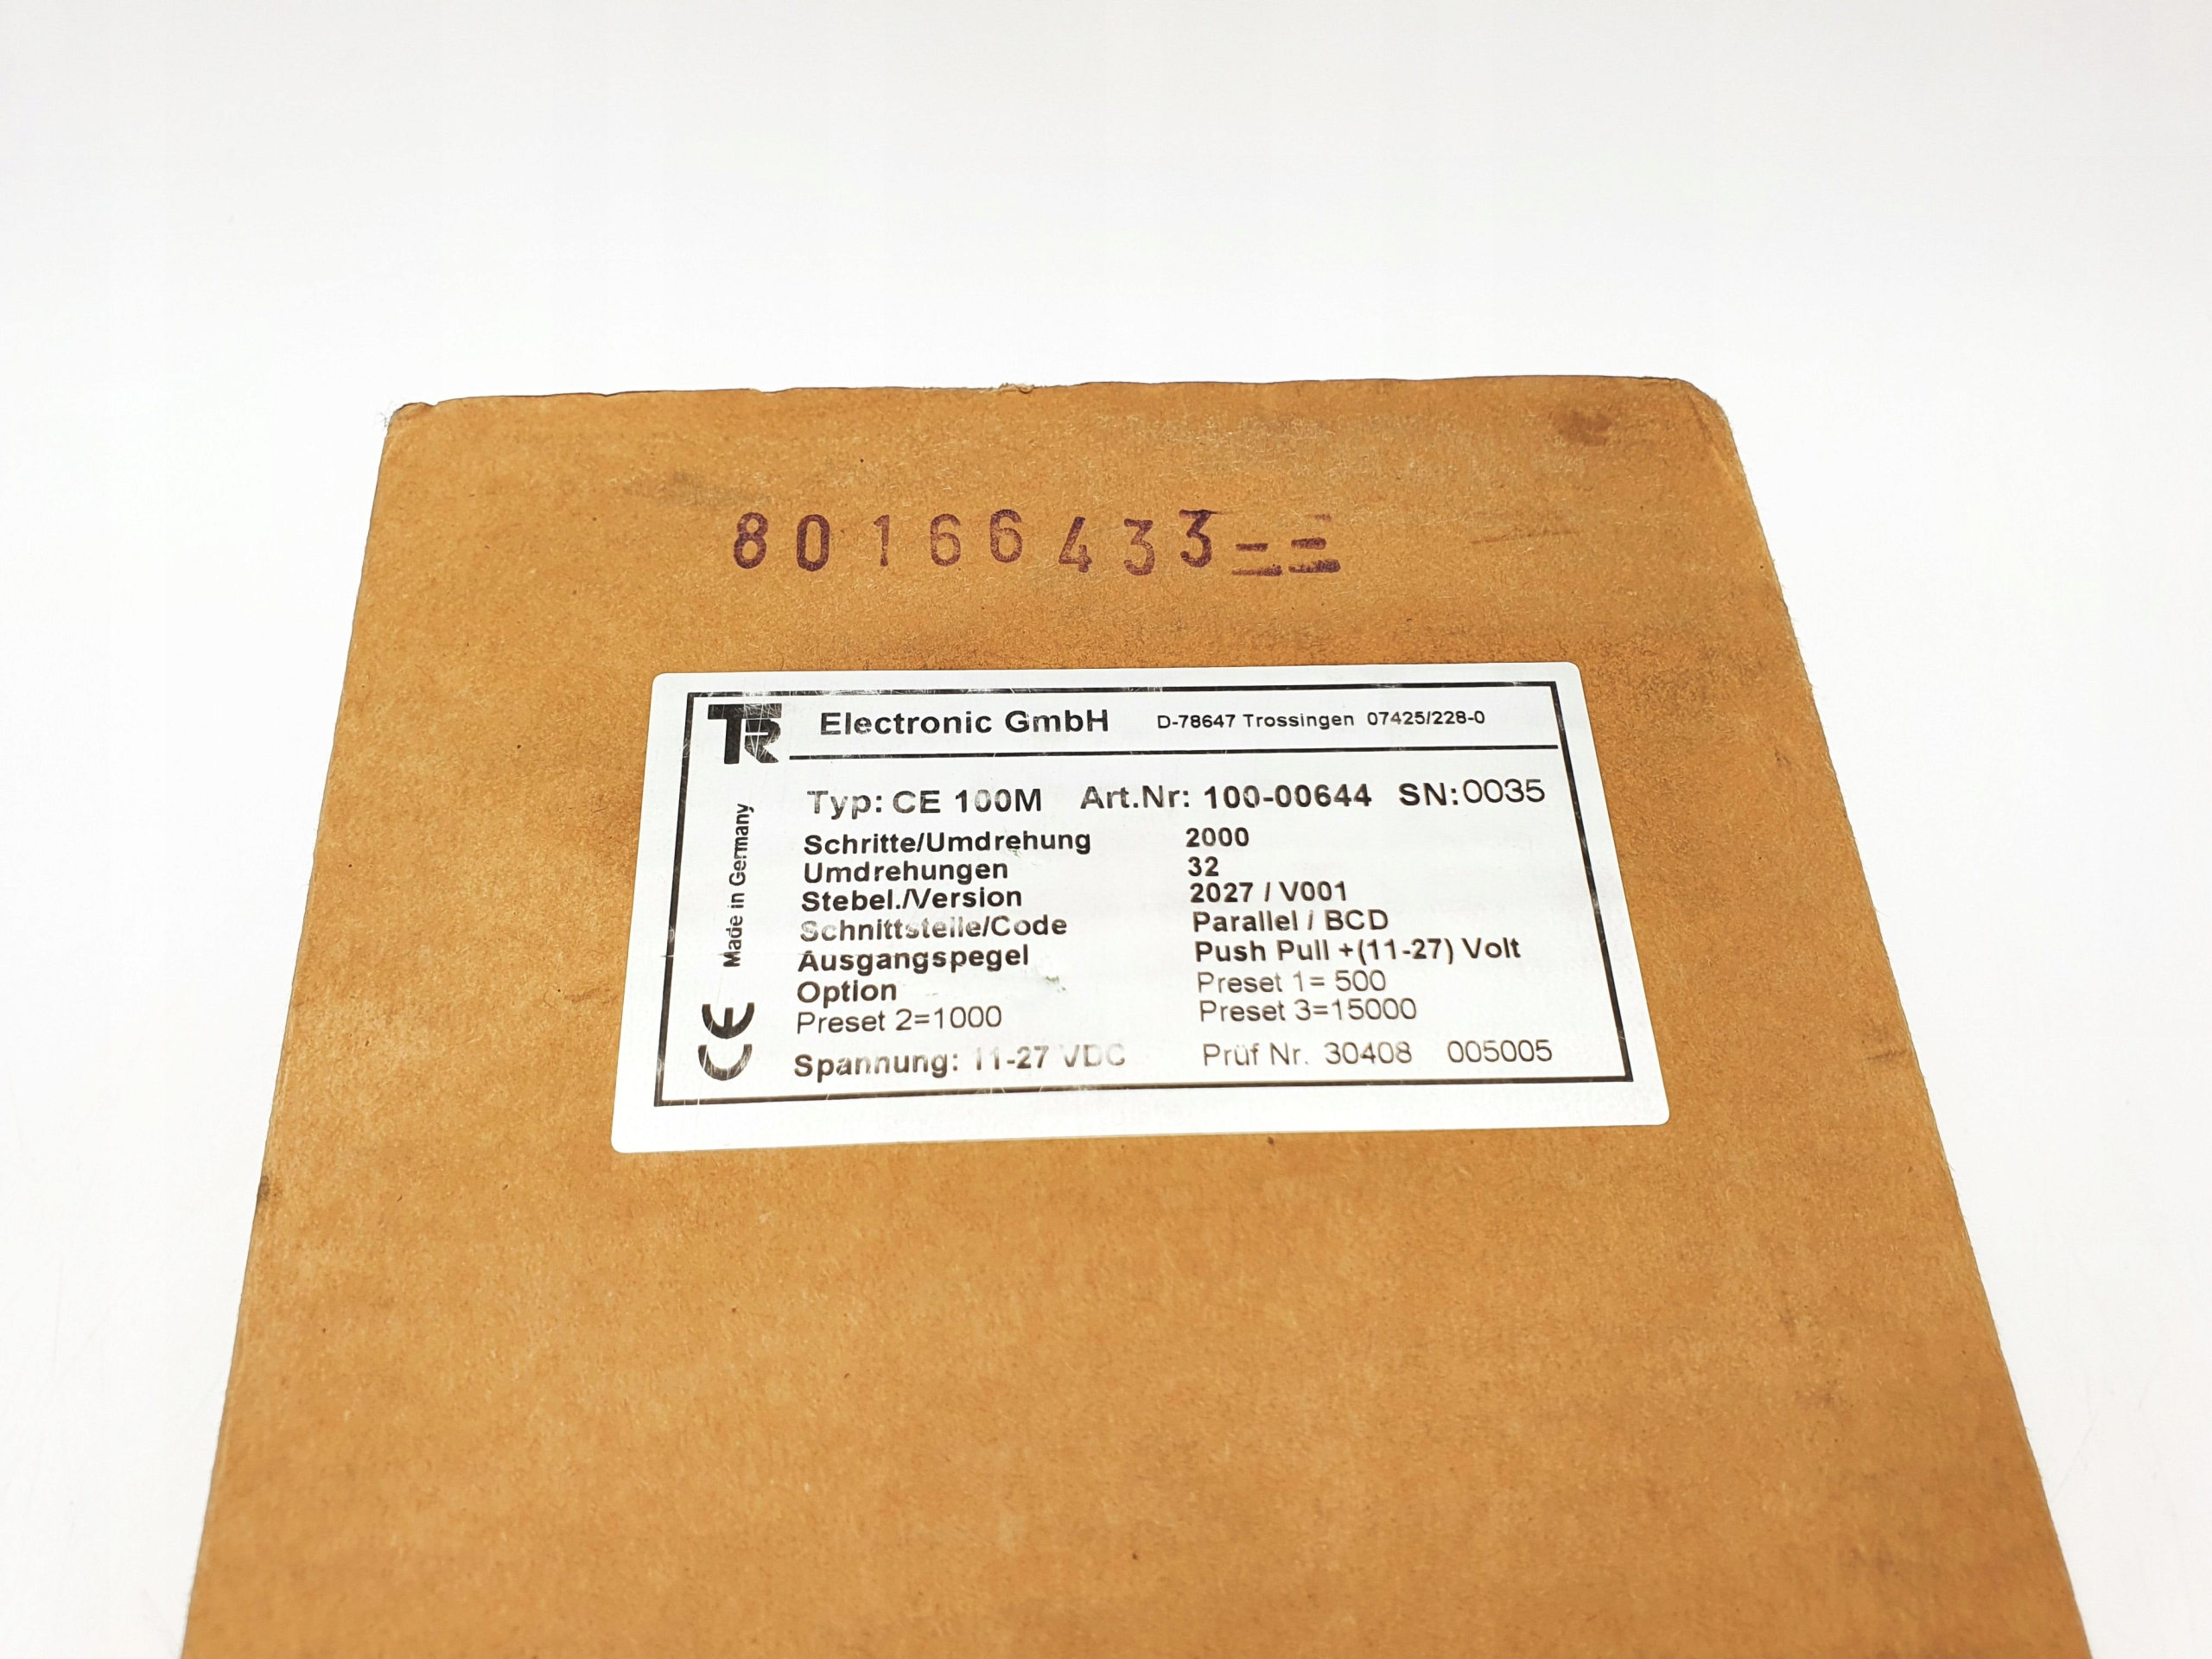 80166433
TR Electronic GmbH D-78647 Trossingen 07425/228-0
Typ: CE 100M Art.Nr: 100-00644 SN:0035
Schritte/Umdrehung 2000
Umdrehungen 32
Stebel./Version 2027 / V001
Schnittstelle/Code Parallel / BCD
Ausgangspegel Push Pull +(11-27) Volt
Option Preset 1= 500
Preset 2=1000 Preset 3=15000
Spannung: 11-27 VDC Prüf Nr. 30408 005005
Made in Germany
CE